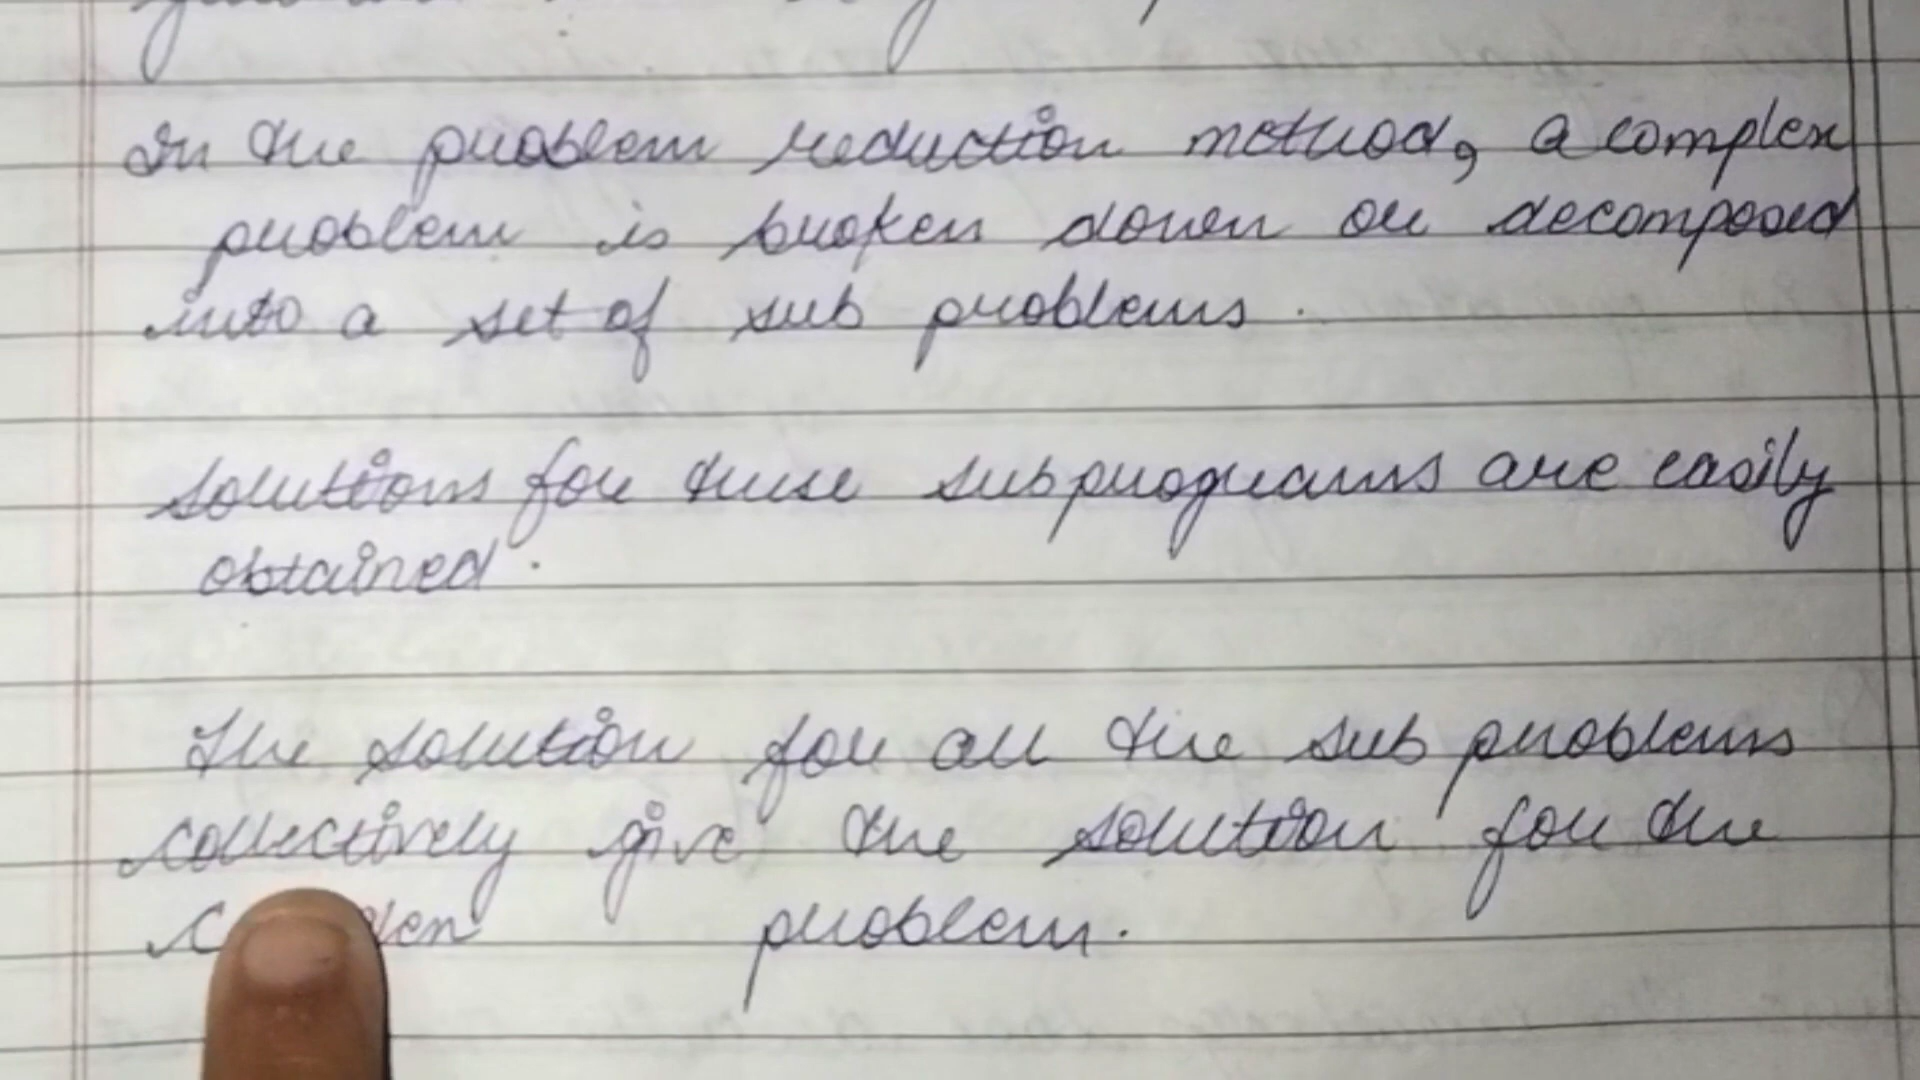 In the problem reduction method, a complex
problem is broken down or decomposed
into a set of sub problems.
solutions for these subprograms are easily
obtained.
The solution for all the sub problems
collectively give the solution for the
problem.